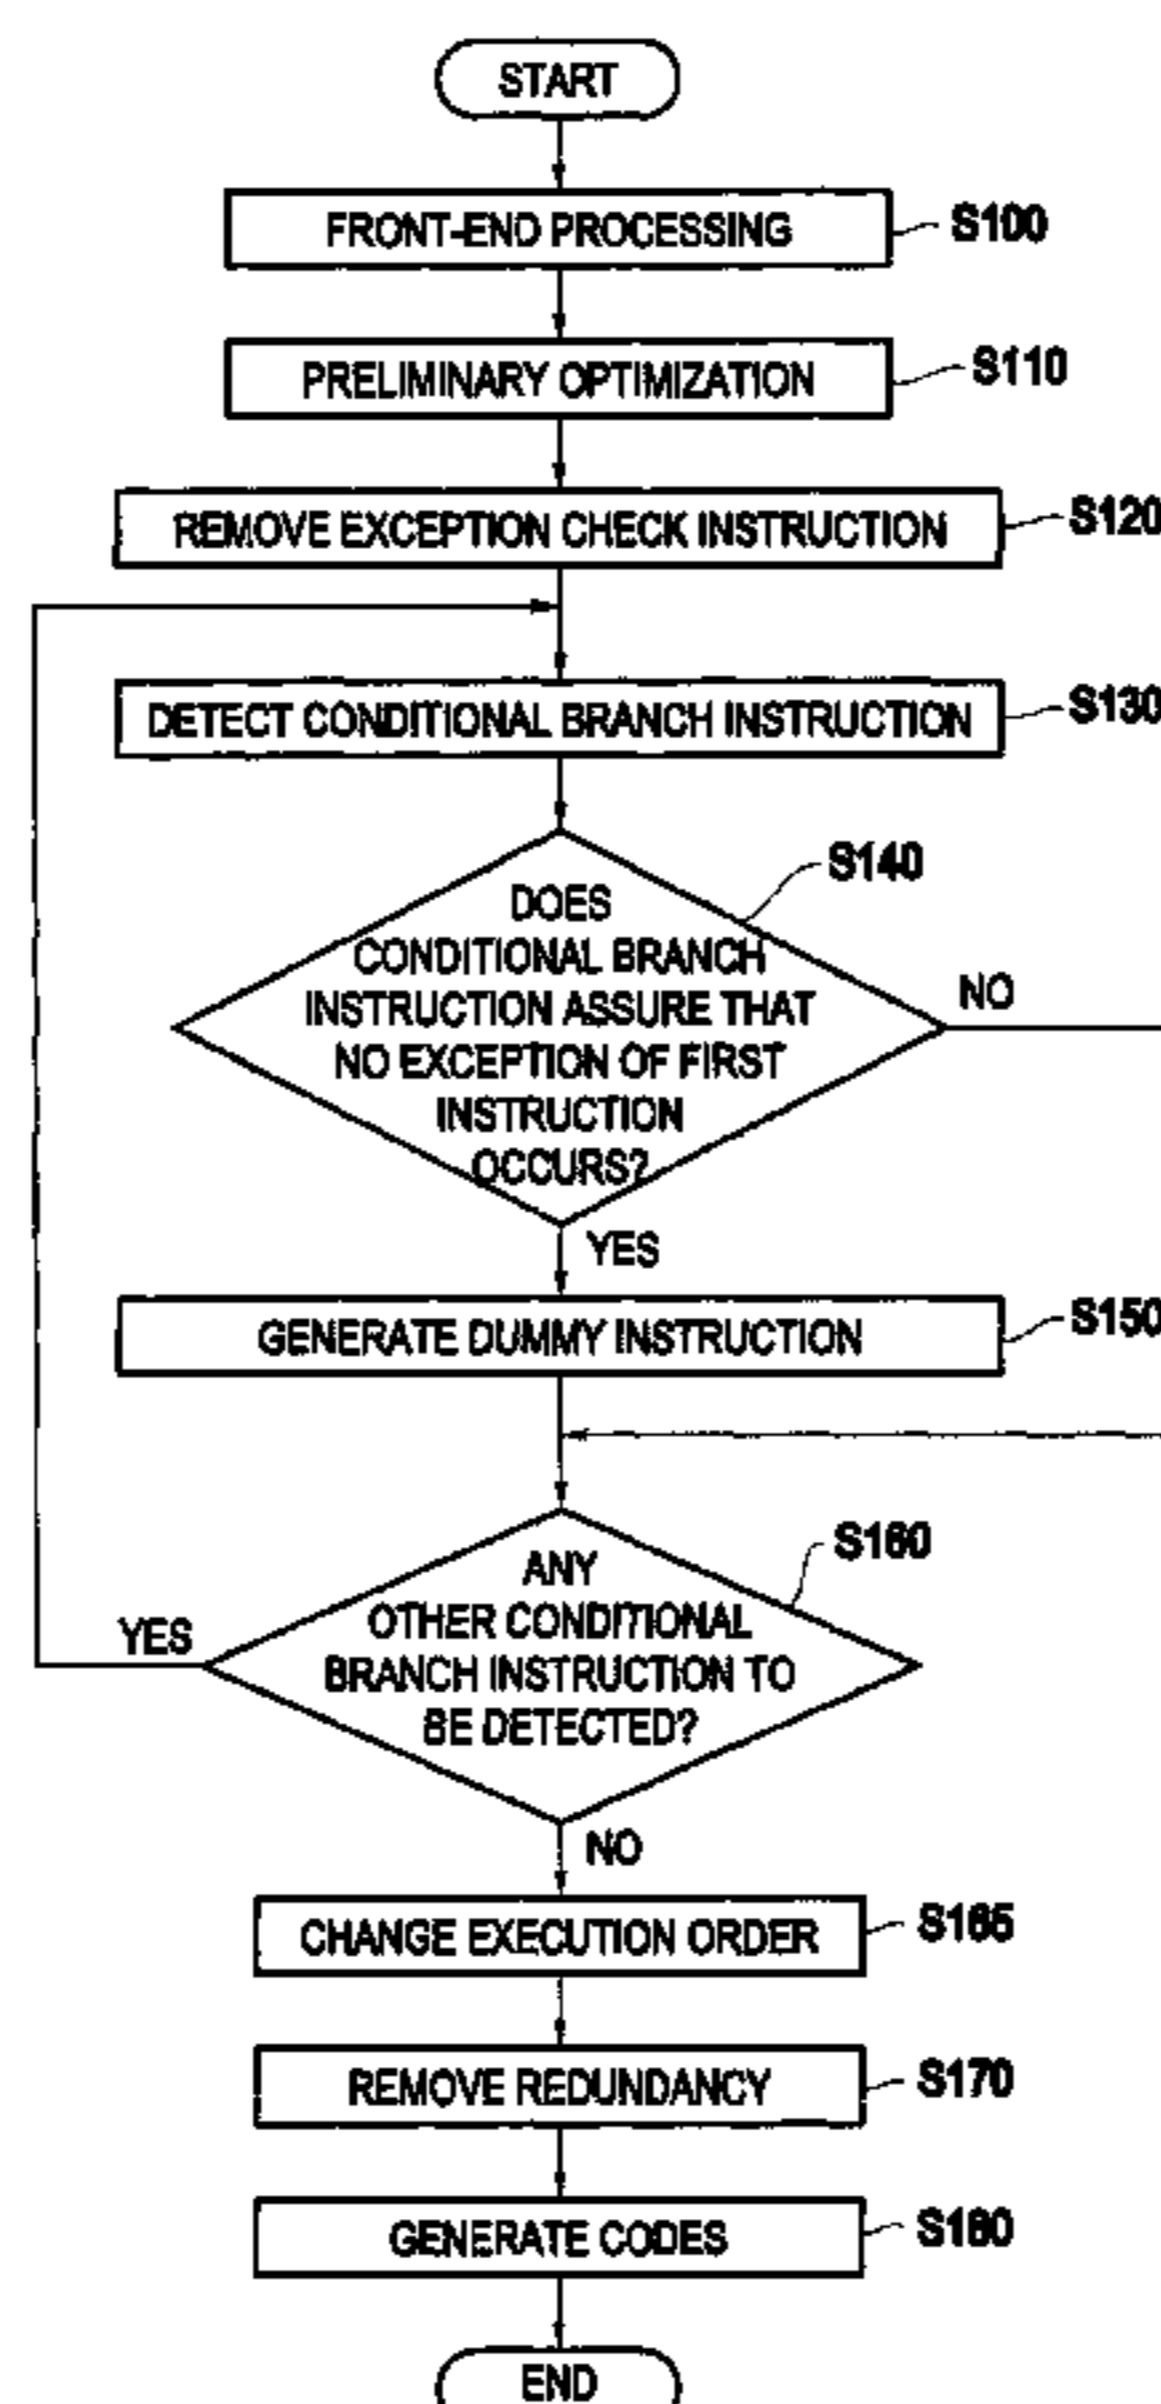 START
FRONT-END PROCESSING
S100
PRELIMINARY OPTIMIZATION
S110
REMOVE EXCEPTION CHECK INSTRUCTION
S120
DETECT CONDITIONAL BRANCH INSTRUCTION
S130
S140
DOES
CONDITIONAL BRANCH
INSTRUCTION ASSURE THAT
NO EXCEPTION OF FIRST
INSTRUCTION
OCCURS?
NO
YES
GENERATE DUMMY INSTRUCTION
S150
S160
ANY
OTHER CONDITIONAL
BRANCH INSTRUCTION TO
BE DETECTED?
YES
NO
CHANGE EXECUTION ORDER
S165
REMOVE REDUNDANCY
S170
GENERATE CODES
S180
END